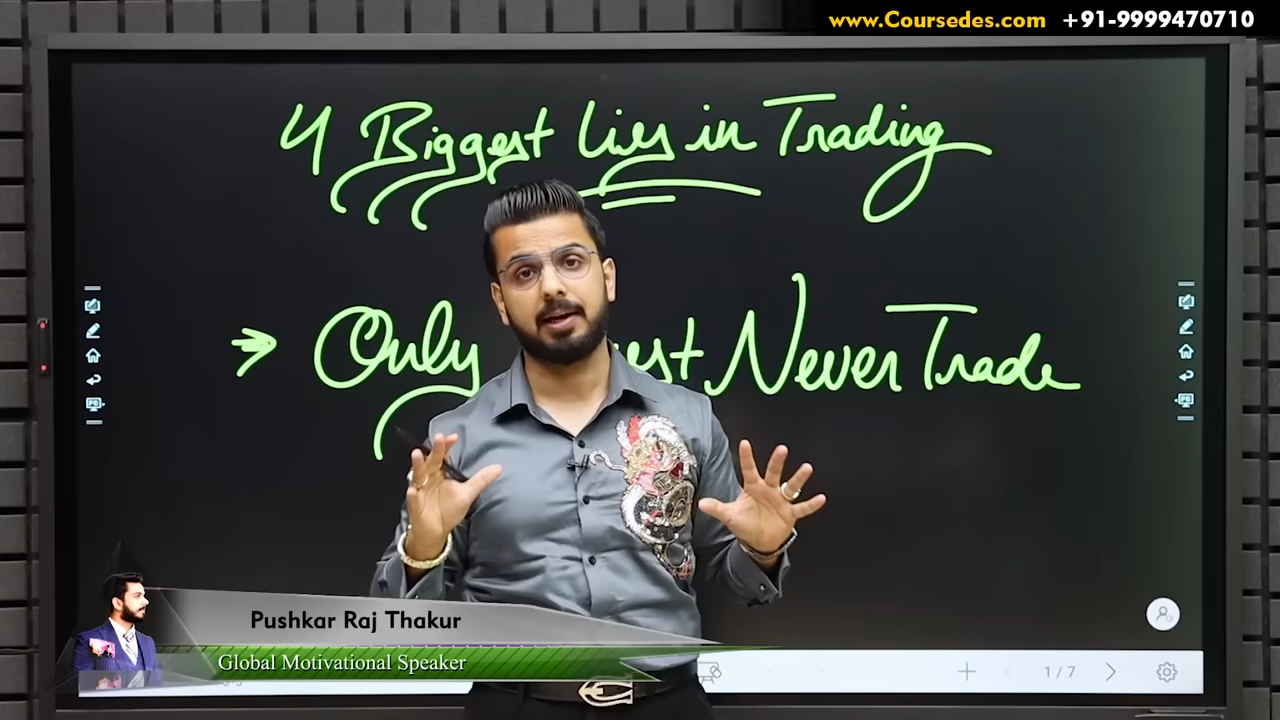 www.Coursedes.com +91-9999470710
4 Biggest Lies in Trading
→ Only est Never Trade
Pushkar Raj Thakur
Global Motivational Speaker
1/7